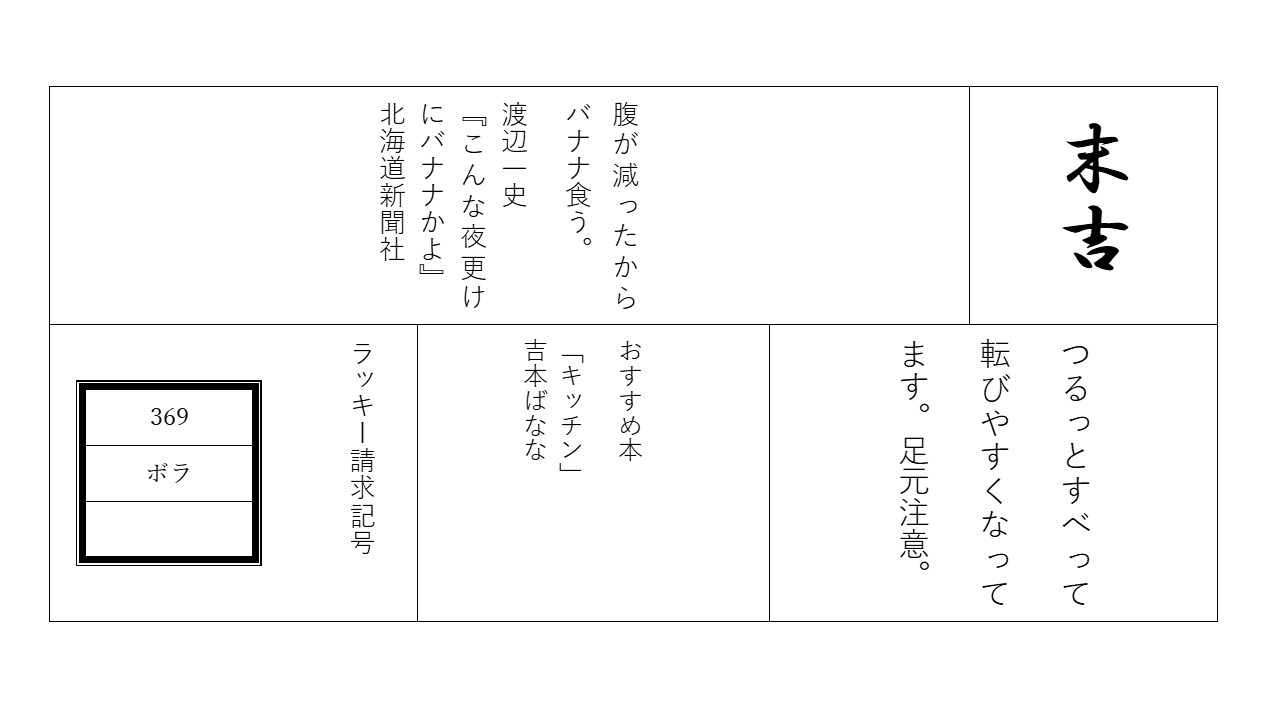 末吉
腹が減ったから
バナナ食う。
渡辺一史
『こんな夜更け
にバナナかよ』
北海道新聞社
つるっとすべって
転びやすくなって
ます。足元注意。
おすすめ本
「キッチン」
吉本ばなな
ラッキー請求記号
369
ボラ